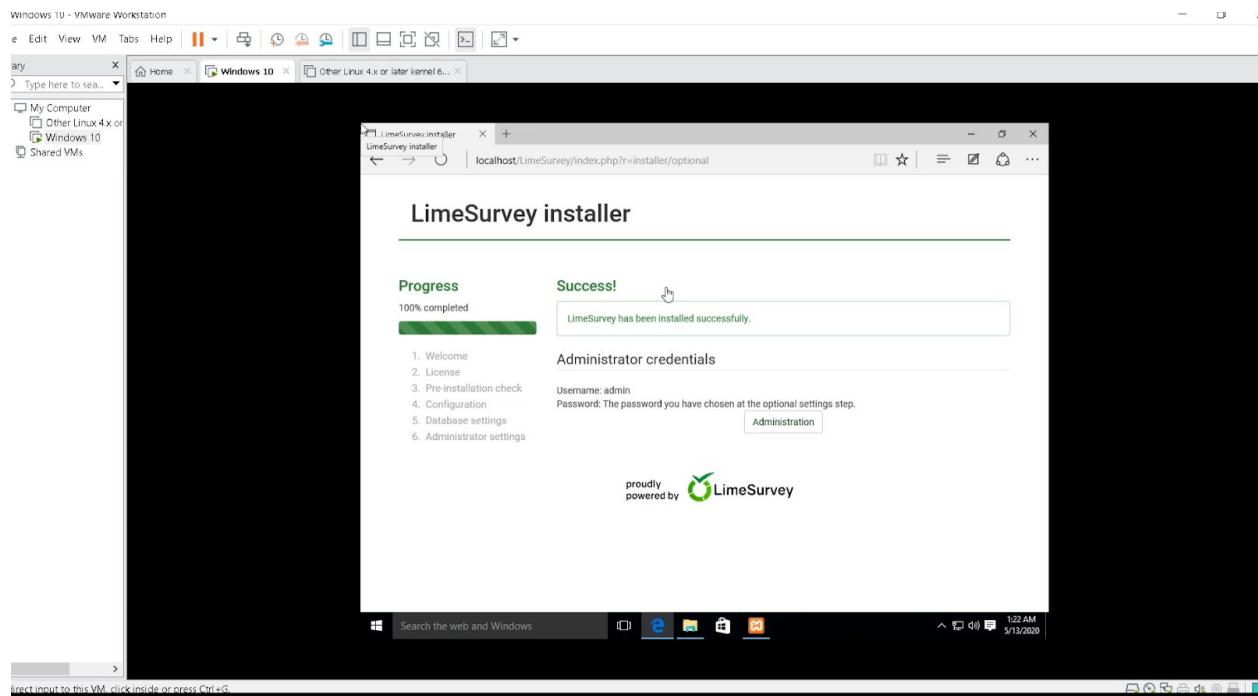 Windows 10 - VMware Workstation
e Edit View VM Tabs Help
ary
Type here to sea...
Home
Windows 10
Other Linux 4.x or later kernel 6...
My Computer
Other Linux 4.x or
Windows 10
Shared VMs
LimeSurvey installer
LimeSurvey installer
localhost/LimeSurvey/index.php?r=installer/optional
LimeSurvey installer
Progress
100% completed
1. Welcome
2. License
3. Pre-installation check
4. Configuration
5. Database settings
6. Administrator settings
Success!
LimeSurvey has been installed successfully.
Administrator credentials
Username: admin
Password: The password you have chosen at the optional settings step.
Administration
proudly
powered by
LimeSurvey
Search the web and Windows
1:22 AM
5/13/2020
direct input to this VM, click inside or press Ctrl+G.